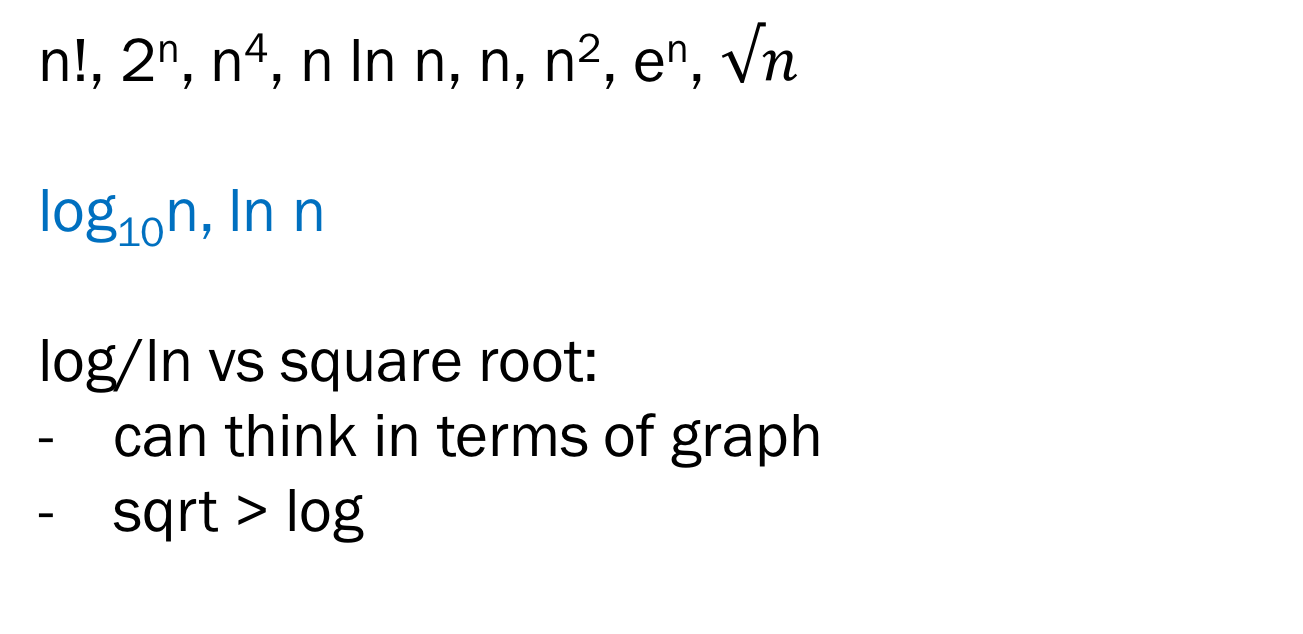 n!, 2ⁿ, n⁴, n ln n, n, n², eⁿ, √n
log₁₀n, ln n
log/ln vs square root:
- can think in terms of graph
- sqrt > log